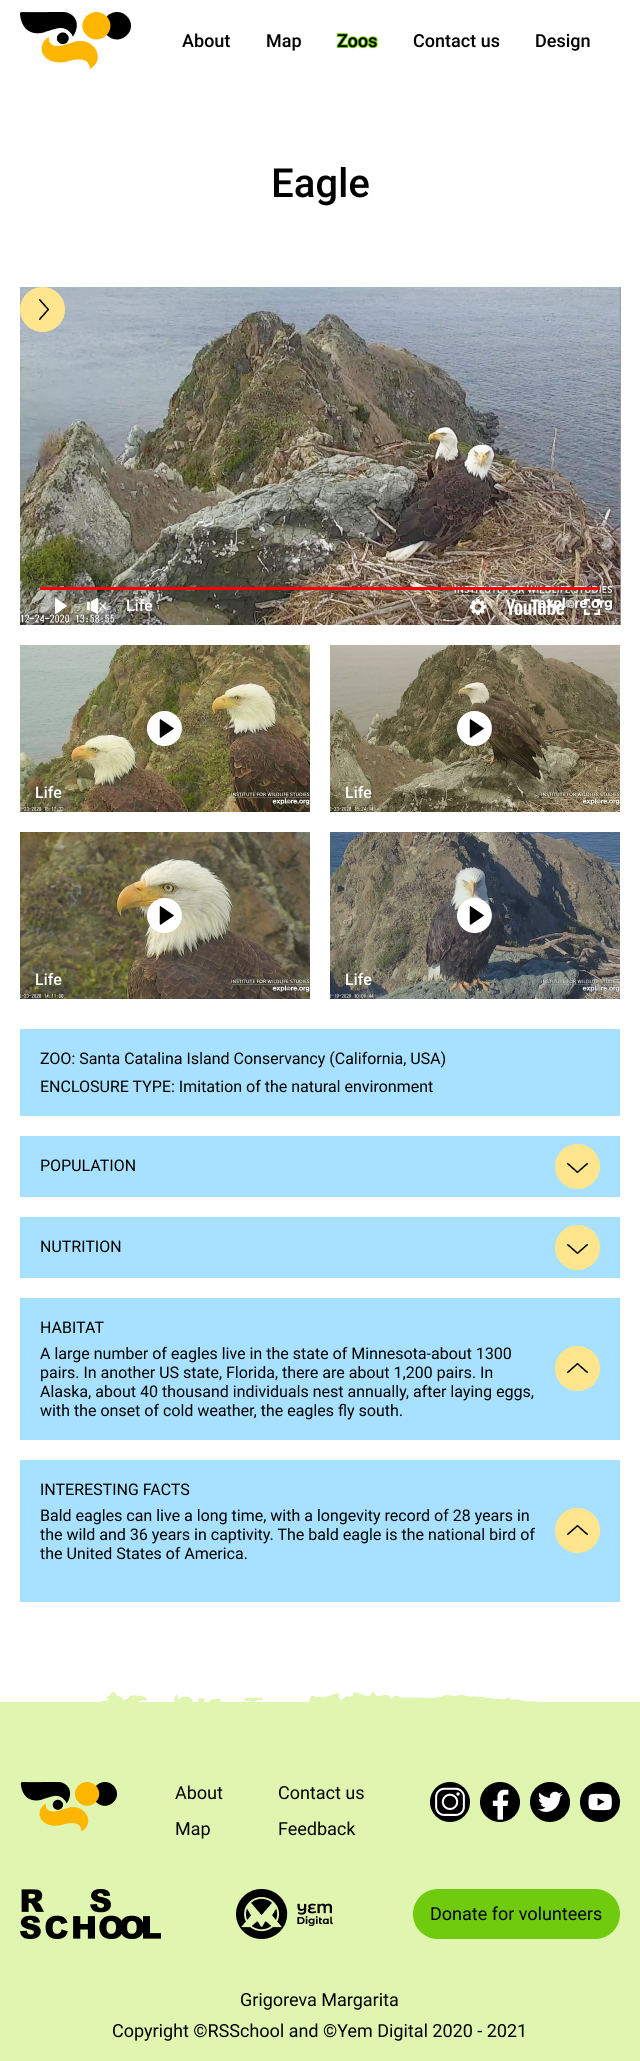 About Map Zoos Contact us Design
Eagle
INSTITUTE FOR WILDLIFE STUDIES
Life
YouTube
explore.org
12-24-2020 13:58:55
Life
INSTITUTE FOR WILDLIFE STUDIES
explore.org
Life
INSTITUTE FOR WILDLIFE STUDIES
explore.org
Life
INSTITUTE FOR WILDLIFE STUDIES
explore.org
Life
INSTITUTE FOR WILDLIFE STUDIES
explore.org
ZOO: Santa Catalina Island Conservancy (California, USA)
ENCLOSURE TYPE: Imitation of the natural environment
POPULATION
NUTRITION
HABITAT
A large number of eagles live in the state of Minnesota-about 1300
pairs. In another US state, Florida, there are about 1,200 pairs. In
Alaska, about 40 thousand individuals nest annually, after laying eggs,
with the onset of cold weather, the eagles fly south.
INTERESTING FACTS
Bald eagles can live a long time, with a longevity record of 28 years in
the wild and 36 years in captivity. The bald eagle is the national bird of
the United States of America.
About Contact us
Map Feedback
RS
SCHOOL
yem
Digital
Donate for volunteers
Grigoreva Margarita
Copyright ©RSSchool and ©Yem Digital 2020 - 2021